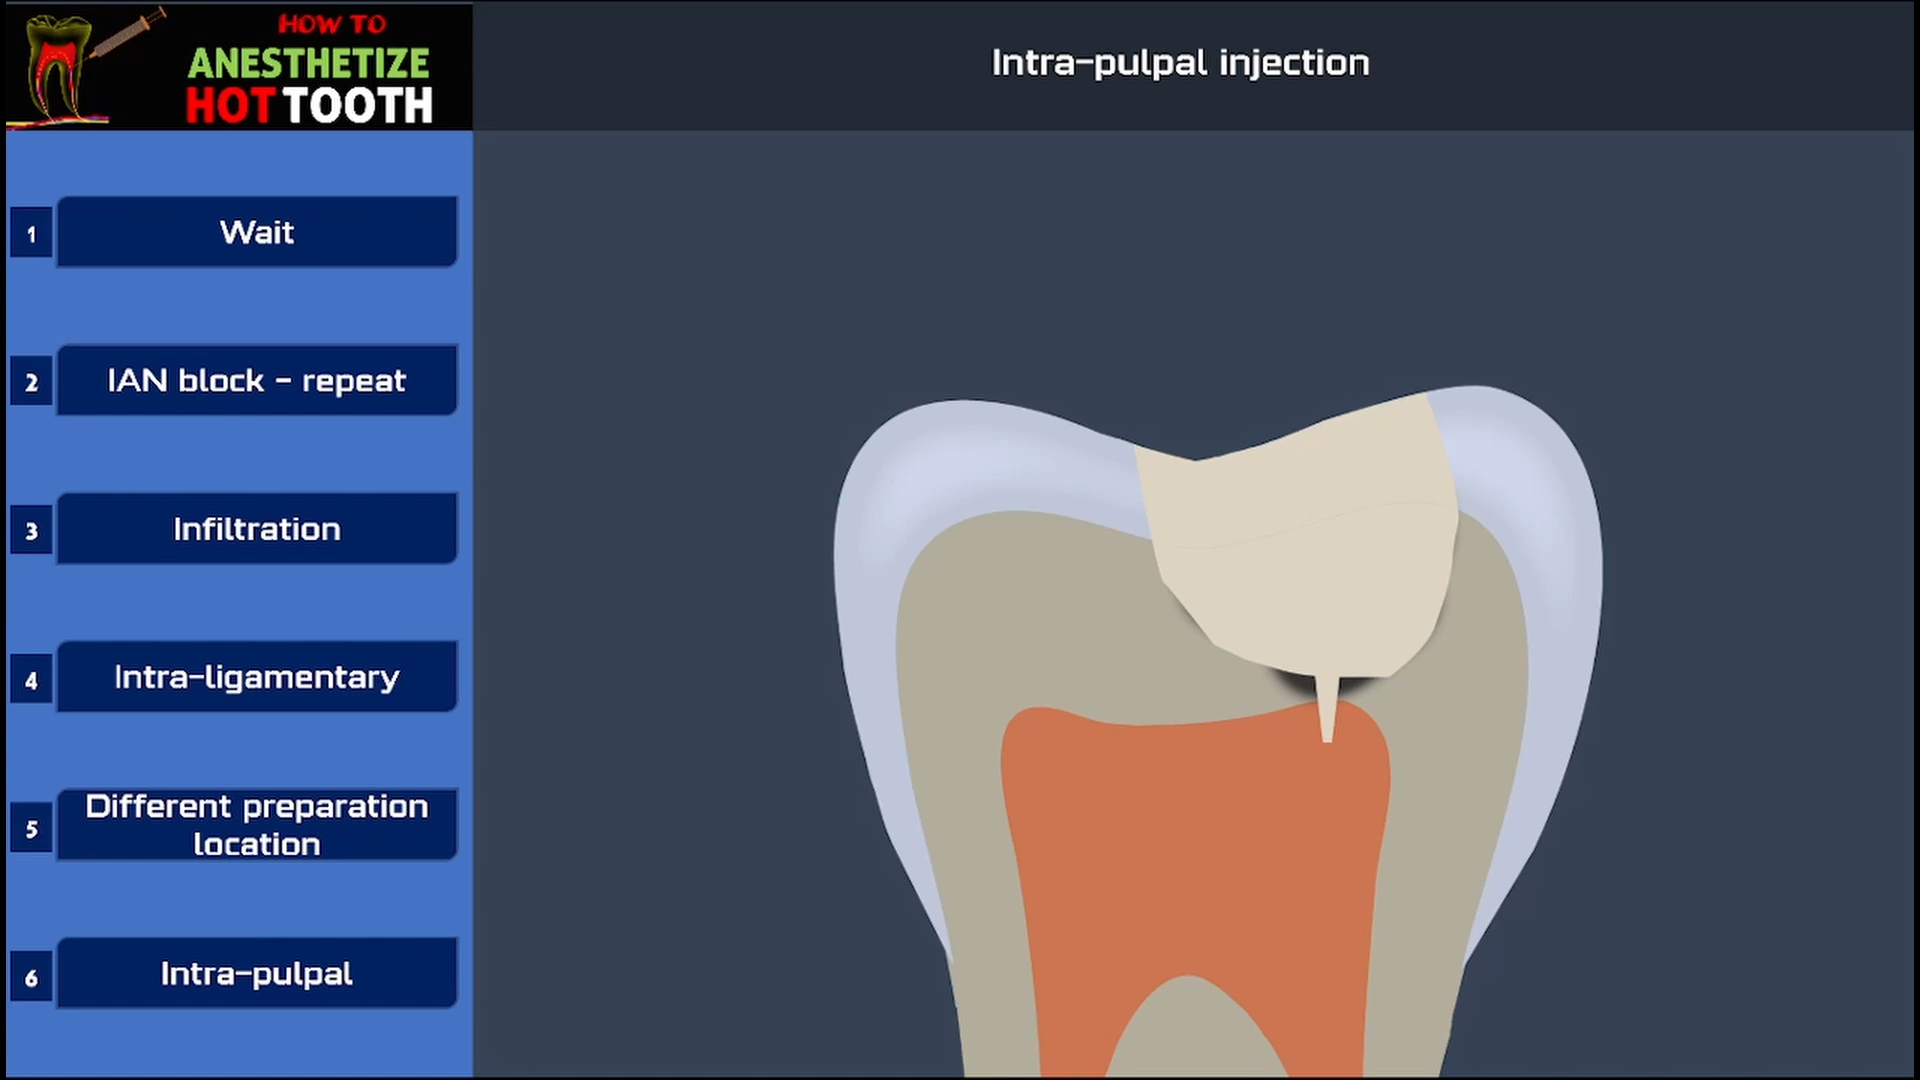 HOW TO
ANESTHETIZE
HOT TOOTH
Intra-pulpal injection
1 Wait
2 IAN block - repeat
3 Infiltration
4 Intra-ligamentary
5 Different preparation
location
6 Intra-pulpal